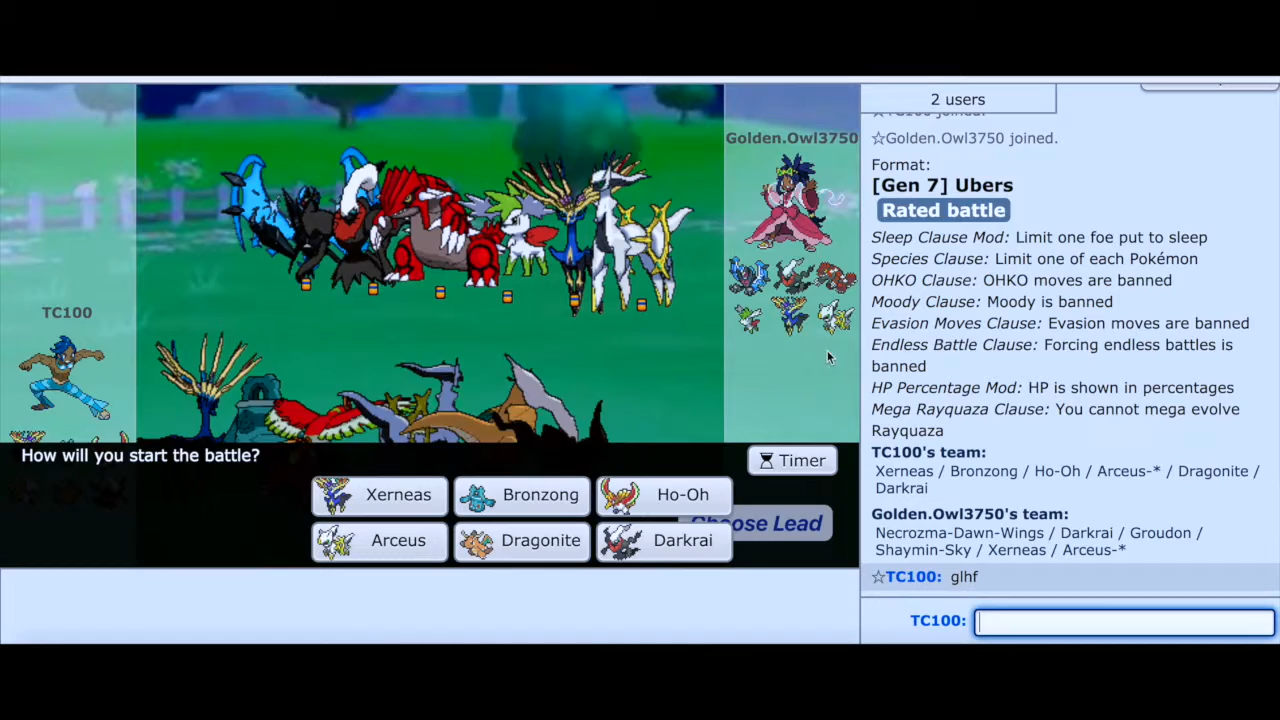 2 users
TC100 joined.
☆Golden.Owl3750 joined.
Format:
[Gen 7] Ubers
Rated battle
Sleep Clause Mod: Limit one foe put to sleep
Species Clause: Limit one of each Pokémon
OHKO Clause: OHKO moves are banned
Moody Clause: Moody is banned
Evasion Moves Clause: Evasion moves are banned
Endless Battle Clause: Forcing endless battles is
banned
HP Percentage Mod: HP is shown in percentages
Mega Rayquaza Clause: You cannot mega evolve
Rayquaza
TC100's team:
Xerneas / Bronzong / Ho-Oh / Arceus-* / Dragonite /
Darkrai
Golden.Owl3750's team:
Necrozma-Dawn-Wings / Darkrai / Groudon /
Shaymin-Sky / Xerneas / Arceus-*
☆TC100: glhf
TC100:
Golden.Owl3750
TC100
How will you start the battle?
Timer
Xerneas
Bronzong
Ho-Oh
Choose Lead
Arceus
Dragonite
Darkrai